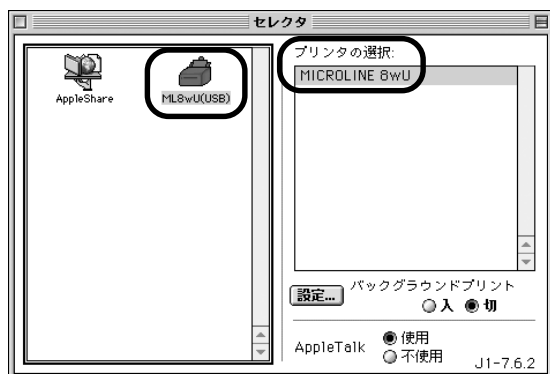 セレクタ
プリンタの選択:
MICROLINE 8wU
AppleShare
ML8wU(USB)
設定...
バックグラウンドプリント
入 切
AppleTalk
使用
不使用
J1-7.6.2